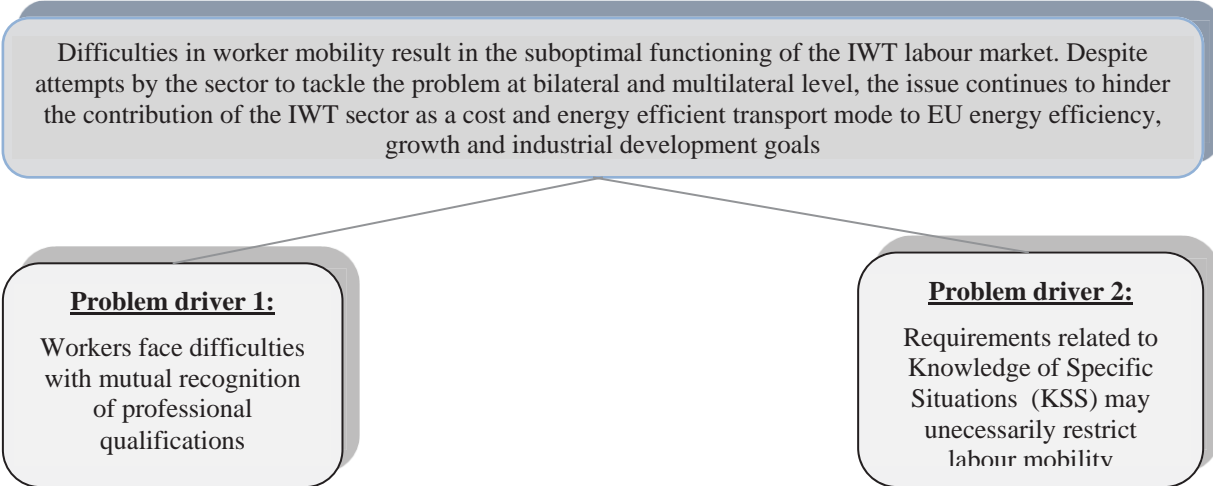 Difficulties in worker mobility result in the suboptimal functioning of the IWT labour market. Despite
attempts by the sector to tackle the problem at bilateral and multilateral level, the issue continues to hinder
the contribution of the IWT sector as a cost and energy efficient transport mode to EU energy efficiency,
growth and industrial development goals
Problem driver 1:
Workers face difficulties
with mutual recognition
of professional
qualifications
Problem driver 2:
Requirements related to
Knowledge of Specific
Situations (KSS) may
unecessarily restrict
labour mobility